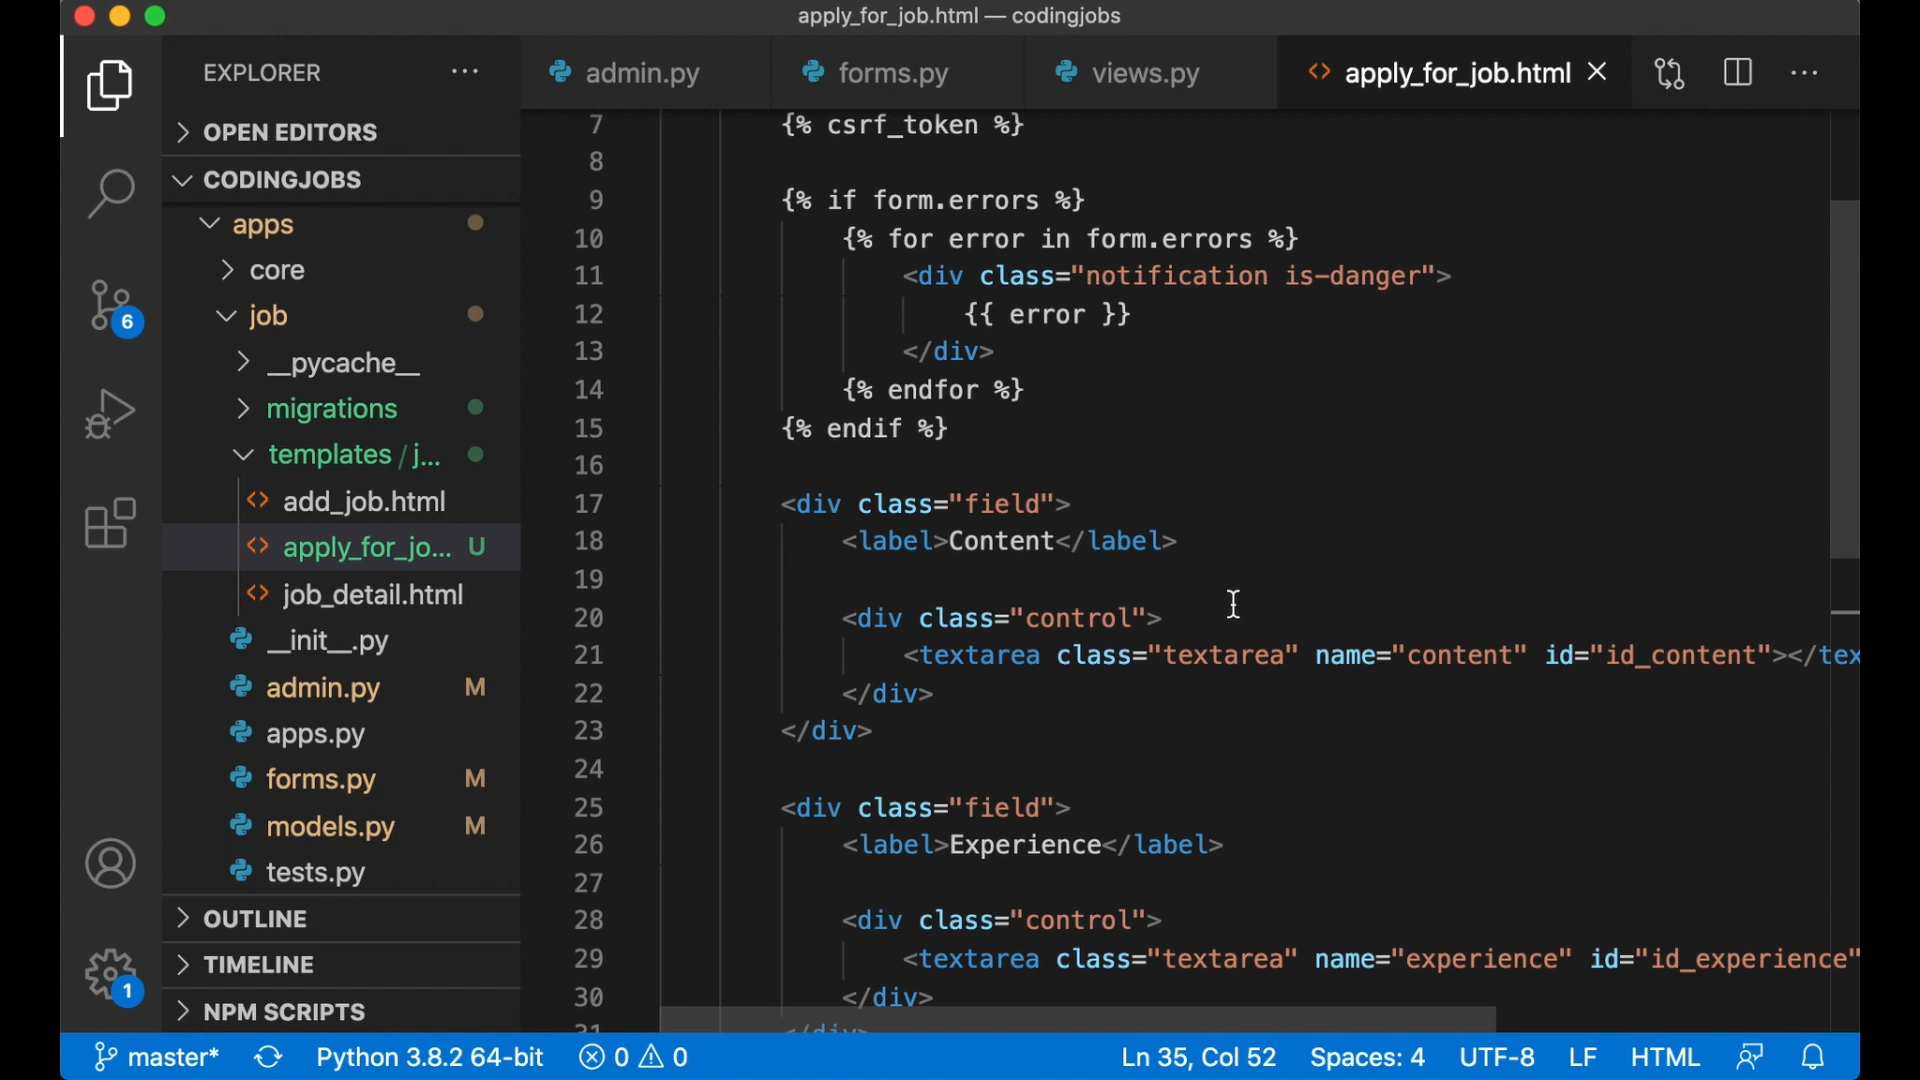 apply_for_job.html — codingjobs
EXPLORER
OPEN EDITORS
CODINGJOBS
apps
core
job
__pycache__
migrations
templates / j...
add_job.html
apply_for_jo... U
job_detail.html
__init__.py
admin.py M
apps.py
forms.py M
models.py M
tests.py
OUTLINE
TIMELINE
NPM SCRIPTS
6
1
admin.py
forms.py
views.py
apply_for_job.html
7 {% csrf_token %}
8
9 {% if form.errors %}
10 {% for error in form.errors %}
11 <div class="notification is-danger">
12 {{ error }}
13 </div>
14 {% endfor %}
15 {% endif %}
16
17 <div class="field">
18 <label>Content</label>
19
20 <div class="control">
21 <textarea class="textarea" name="content" id="id_content"></tex
22 </div>
23 </div>
24
25 <div class="field">
26 <label>Experience</label>
27
28 <div class="control">
29 <textarea class="textarea" name="experience" id="id_experience"
30 </div>
31 </div>
master* Python 3.8.2 64-bit 0 0 Ln 35, Col 52 Spaces: 4 UTF-8 LF HTML